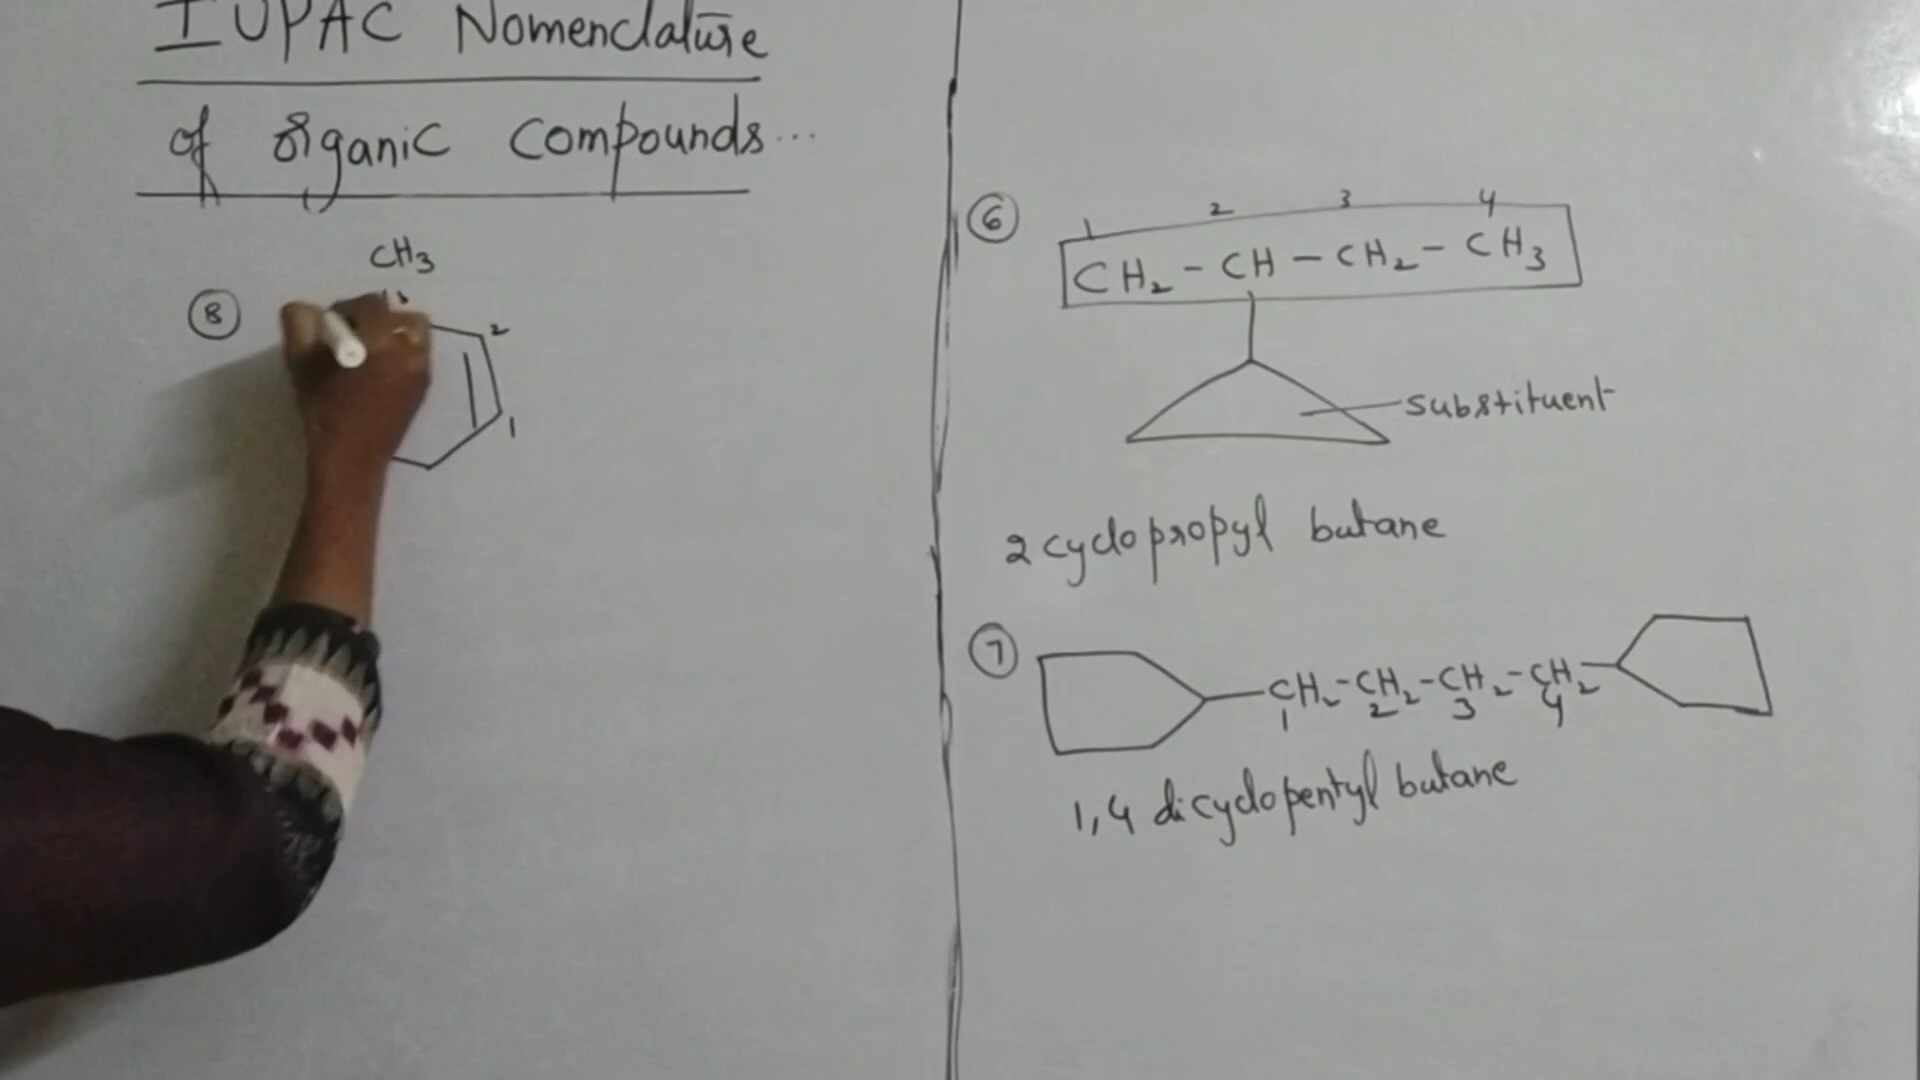 IUPAC Nomenclature
of organic compounds...
CH3
8
2
1
6
1 2 3 4
CH2 - CH - CH2 - CH3
substituent
2 cyclopropyl butane
7
CH2-CH2-CH2-CH2
1 2 3 4
1,4 dicyclopentyl butane